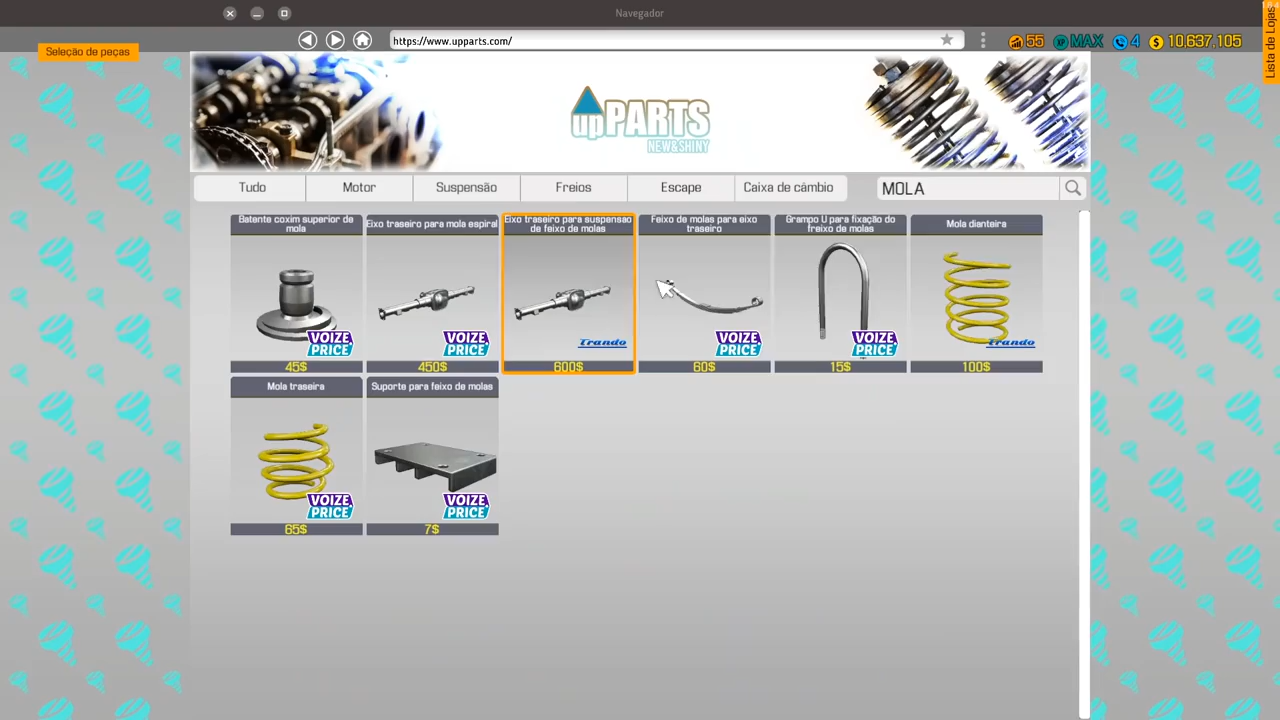 Navegador
Seleção de peças
https://www.upparts.com/
55
MAX
4
10,637,105
Lista de Lojas
upPARTS
NEW&SHINY
Tudo
Motor
Suspensão
Freios
Escape
Caixa de câmbio
MOLA
Batente coxim superior de
mola
Eixo traseiro para mola espiral
Eixo traseiro para suspensão
de feixo de molas
Feixo de molas para eixo
traseiro
Grampo U para fixação do
freixo de molas
Mola dianteira
VOIZE
PRICE
VOIZE
PRICE
Trando
VOIZE
PRICE
VOIZE
PRICE
Trando
45$
450$
600$
60$
15$
100$
Mola traseira
Suporte para feixo de molas
VOIZE
PRICE
VOIZE
PRICE
65$
7$